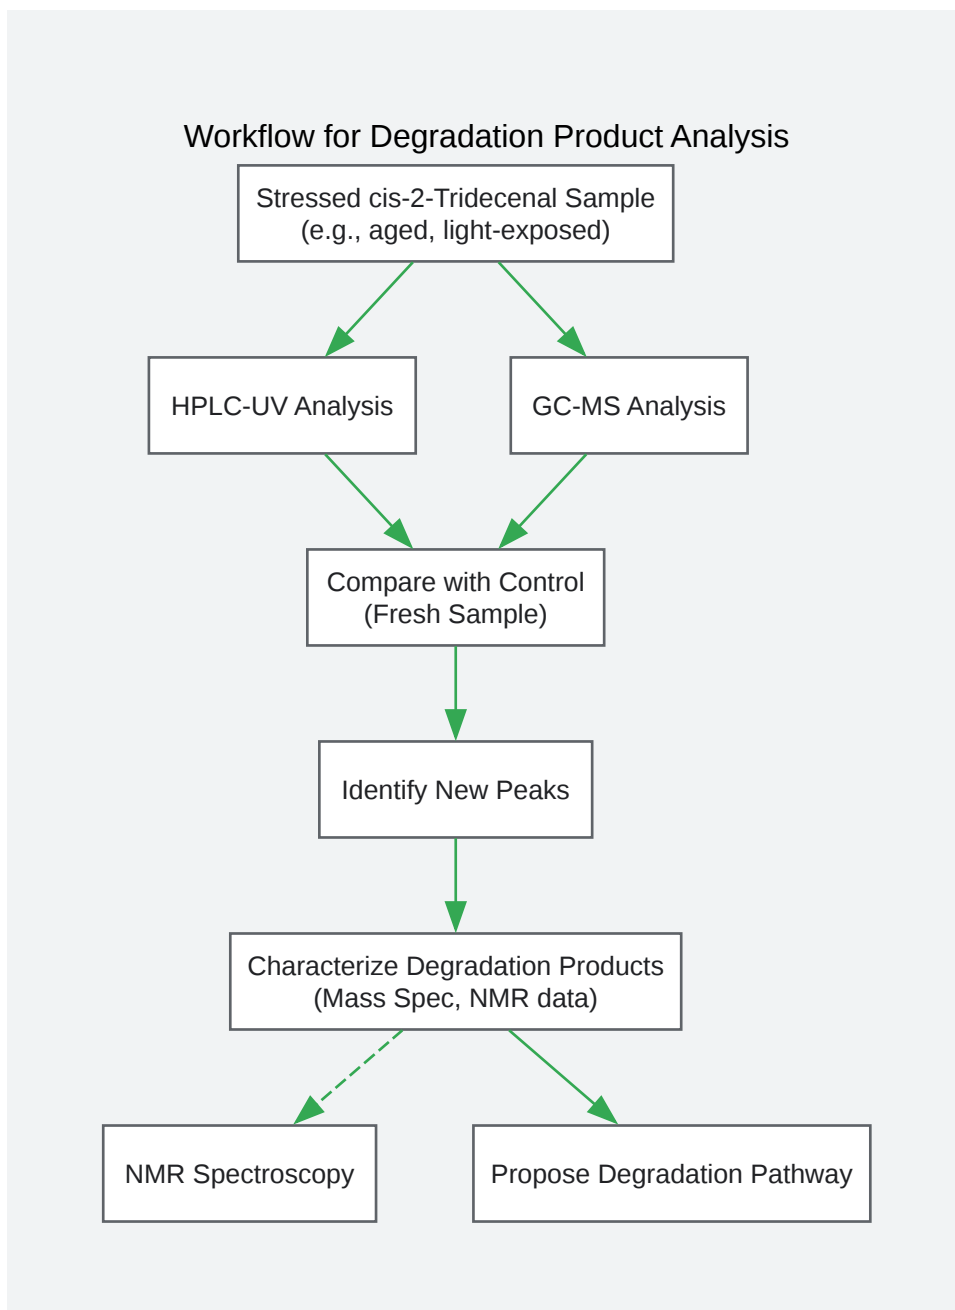 Workflow for Degradation Product Analysis
Stressed cis-2-Tridecenal Sample
(e.g., aged, light-exposed)
HPLC-UV Analysis
GC-MS Analysis
Compare with Control
(Fresh Sample)
Identify New Peaks
Characterize Degradation Products
(Mass Spec, NMR data)
NMR Spectroscopy
Propose Degradation Pathway